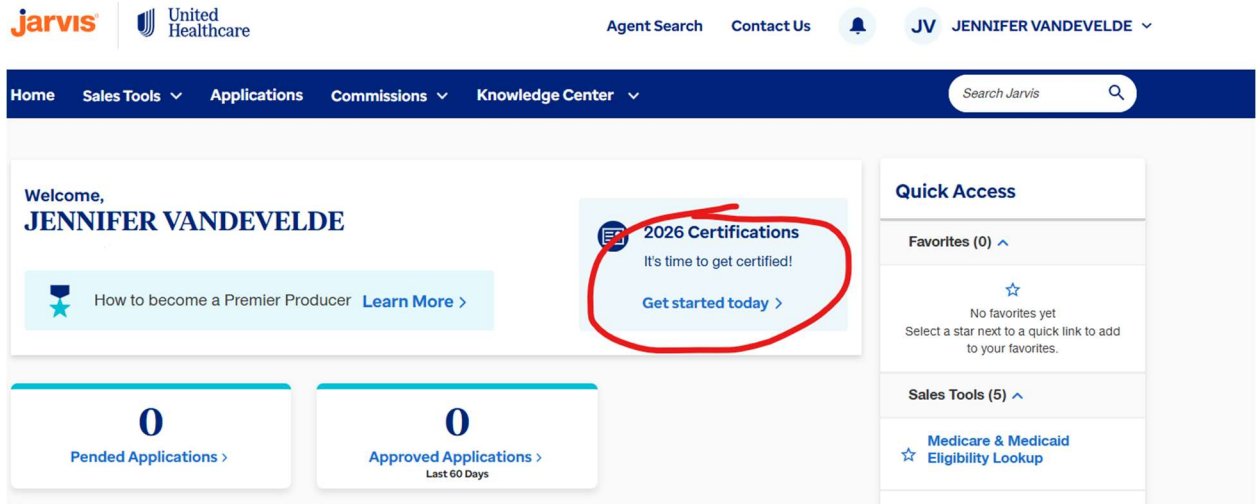 jarvis
United
Healthcare
Agent Search
Contact Us
JV
JENNIFER VANDEVELDE
Home
Sales Tools
Applications
Commissions
Knowledge Center
Search Jarvis
Welcome,
JENNIFER VANDEVELDE
How to become a Premier Producer Learn More >
2026 Certifications
It's time to get certified!
Get started today >
0
Pended Applications >
0
Approved Applications >
Last 60 Days
Quick Access
Favorites (0)
No favorites yet
Select a star next to a quick link to add
to your favorites.
Sales Tools (5)
Medicare & Medicaid
Eligibility Lookup